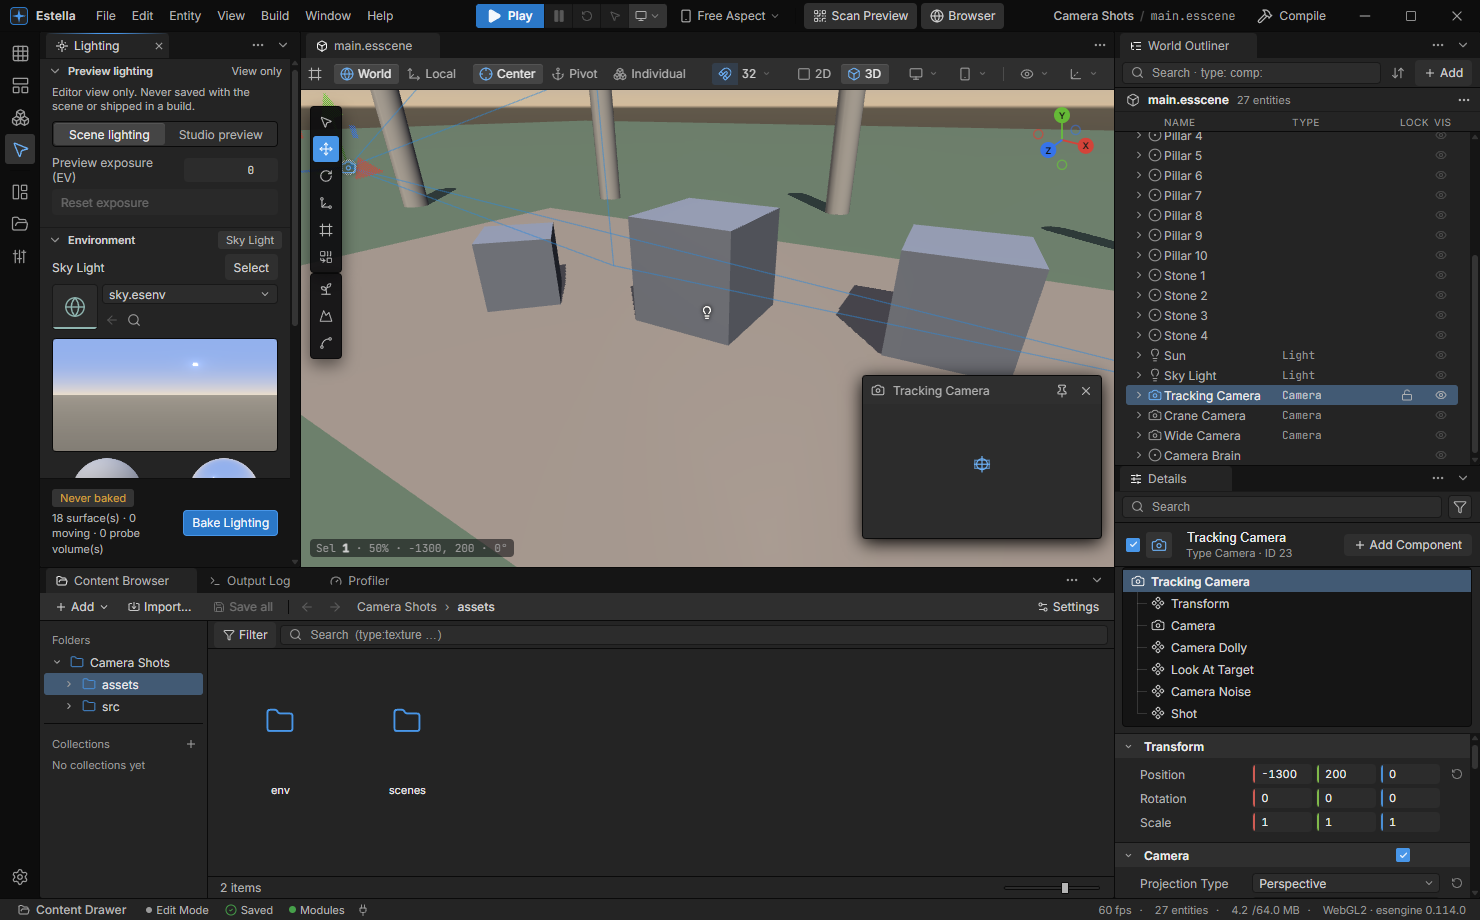 Estella File Edit Entity View Build Window Help Play Free Aspect Scan Preview Browser Camera Shots / main.esscene Compile
Lighting
Preview lighting View only
Editor view only. Never saved with the
scene or shipped in a build.
Scene lighting Studio preview
Preview exposure
(EV)
0
Reset exposure
Environment Sky Light
Sky Light Select
sky.esenv
Never baked
18 surface(s) · 0
moving · 0 probe
volume(s)
Bake Lighting
main.esscene
World Local Center Pivot Individual 32 2D 3D
Y
X
Z
Tracking Camera
Sel 1 · 50% · -1300, 200 · 0°
World Outliner
Search · type: comp: Add
main.esscene 27 entities
NAME TYPE LOCK VIS
Pillar 4
Pillar 5
Pillar 6
Pillar 7
Pillar 8
Pillar 9
Pillar 10
Stone 1
Stone 2
Stone 3
Stone 4
Sun Light
Sky Light Light
Tracking Camera Camera
Crane Camera Camera
Wide Camera Camera
Camera Brain
Details
Search
Tracking Camera
Type Camera · ID 23
Add Component
Tracking Camera
Transform
Camera
Camera Dolly
Look At Target
Camera Noise
Shot
Transform
Position -1300 200 0
Rotation 0 0 0
Scale 1 1 1
Camera
Projection Type Perspective
Content Browser Output Log Profiler
Add Import... Save all Camera Shots › assets Settings
Folders
Camera Shots
assets
src
Collections
No collections yet
Filter Search (type:texture ...)
env scenes
2 items
Content Drawer Edit Mode Saved Modules 60 fps · 27 entities · 4.2 /64.0 MB · WebGL2 · esengine 0.114.0